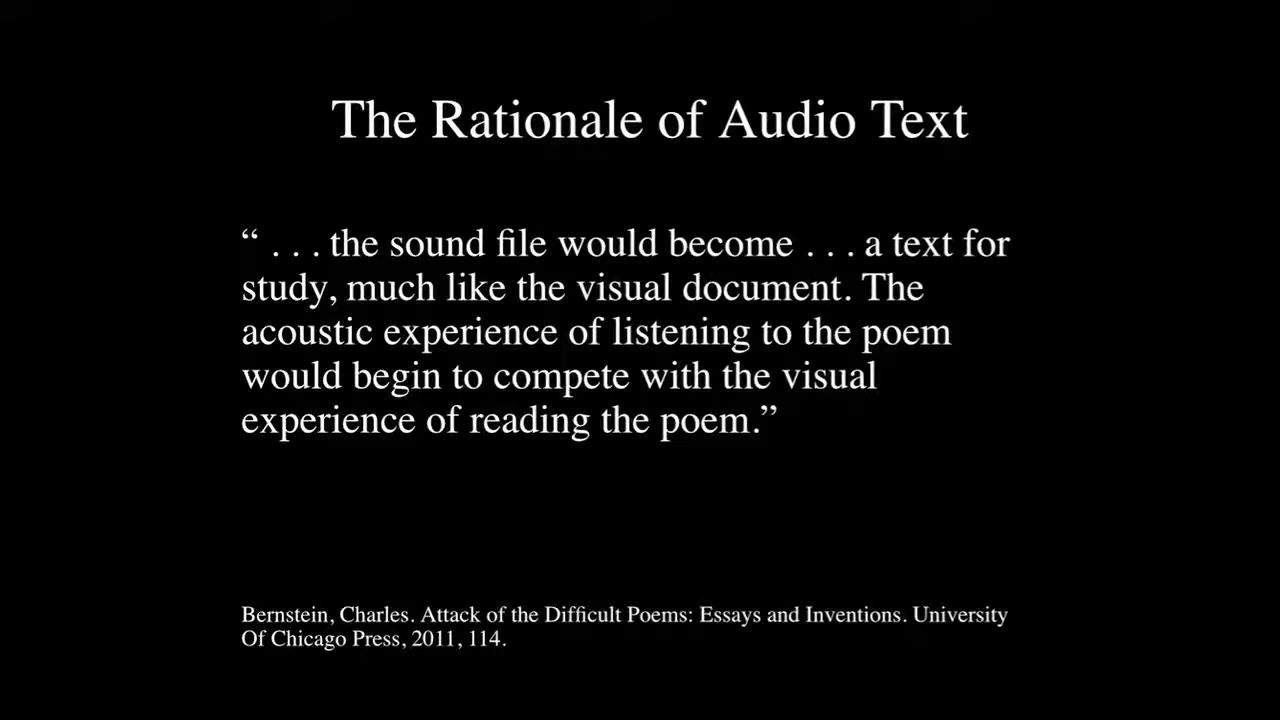 The Rationale of Audio Text
“ . . . the sound file would become . . . a text for
study, much like the visual document. The
acoustic experience of listening to the poem
would begin to compete with the visual
experience of reading the poem.”
Bernstein, Charles. Attack of the Difficult Poems: Essays and Inventions. University
Of Chicago Press, 2011, 114.